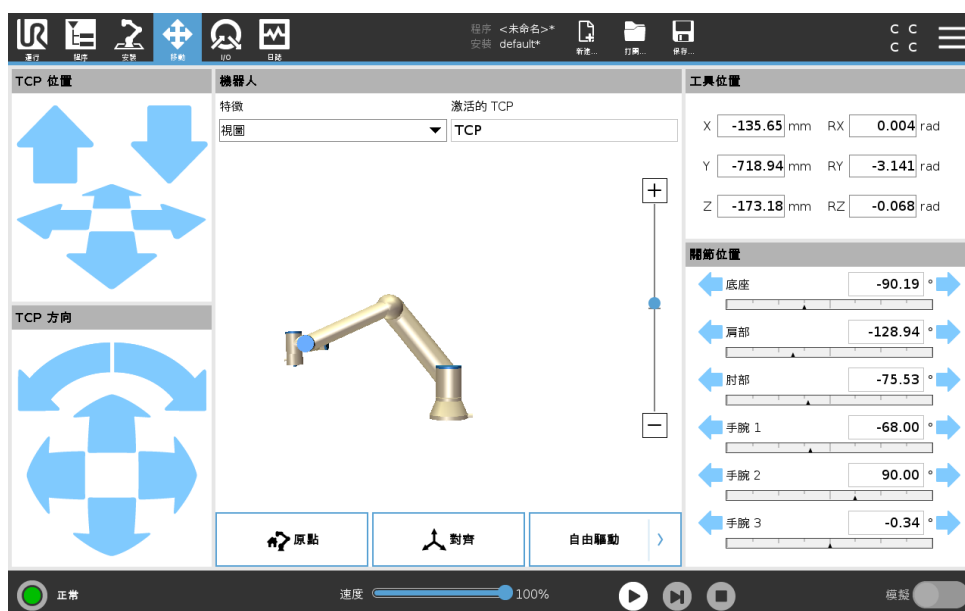 UR
運行
程序
安裝
移動
I/O
日誌
程序 <未命名>*
安裝 default*
新建...
打開...
保存...
C C
C C
TCP 位置
TCP 方向
機器人
特徵
激活的 TCP
視圖
TCP
+
−
原點
對齊
自由驅動
工具位置
X -135.65 mm RX 0.004 rad
Y -718.94 mm RY -3.141 rad
Z -173.18 mm RZ -0.068 rad
關節位置
底座 -90.19 °
肩部 -128.94 °
肘部 -75.53 °
手腕 1 -68.00 °
手腕 2 90.00 °
手腕 3 -0.34 °
正常
速度 100%
模擬